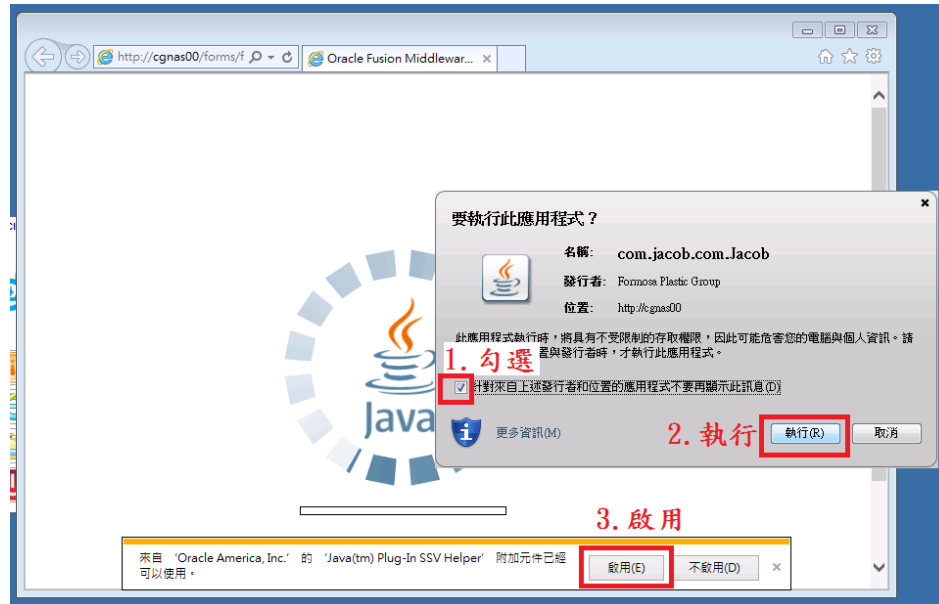 http://cgnas00/forms/f
Oracle Fusion Middlewar...
要執行此應用程式？
名稱: com.jacob.com.Jacob
發行者: Formosa Plastic Group
位置: http://cgnas00
此應用程式執行時，將具有不受限制的存取權限，因此可能危害您的電腦與個人資訊。請
置與發行者時，才執行此應用程式。
1. 勾選
針對來自上述發行者和位置的應用程式不要再顯示此訊息(D)
Java
更多資訊(M)
2. 執行
執行(R)
取消
3. 啟用
來自 'Oracle America, Inc.' 的 'Java(tm) Plug-In SSV Helper' 附加元件已經
可以使用。
啟用(E)
不啟用(D)